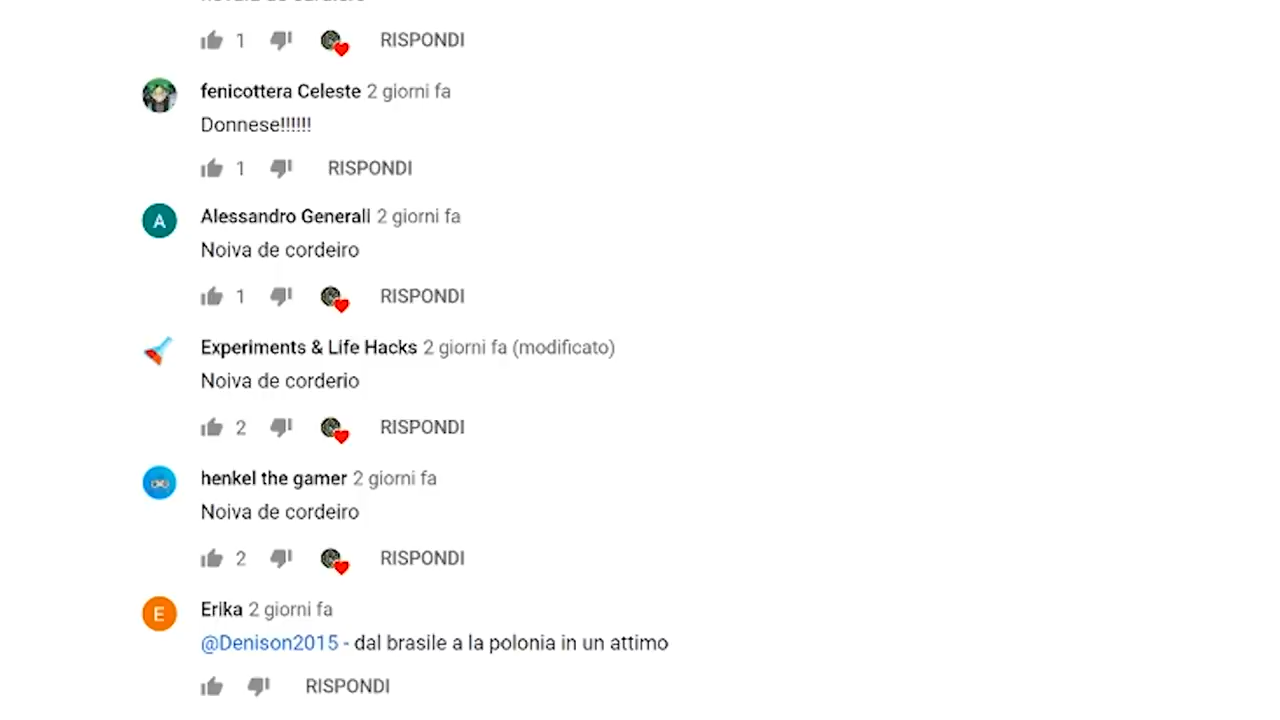 1 RISPONDI
fenicottera Celeste 2 giorni fa
Donnese!!!!!!
1 RISPONDI
A Alessandro Generali 2 giorni fa
Noiva de cordeiro
1 RISPONDI
Experiments & Life Hacks 2 giorni fa (modificato)
Noiva de corderio
2 RISPONDI
henkel the gamer 2 giorni fa
Noiva de cordeiro
2 RISPONDI
E Erika 2 giorni fa
@Denison2015 - dal brasile a la polonia in un attimo
RISPONDI